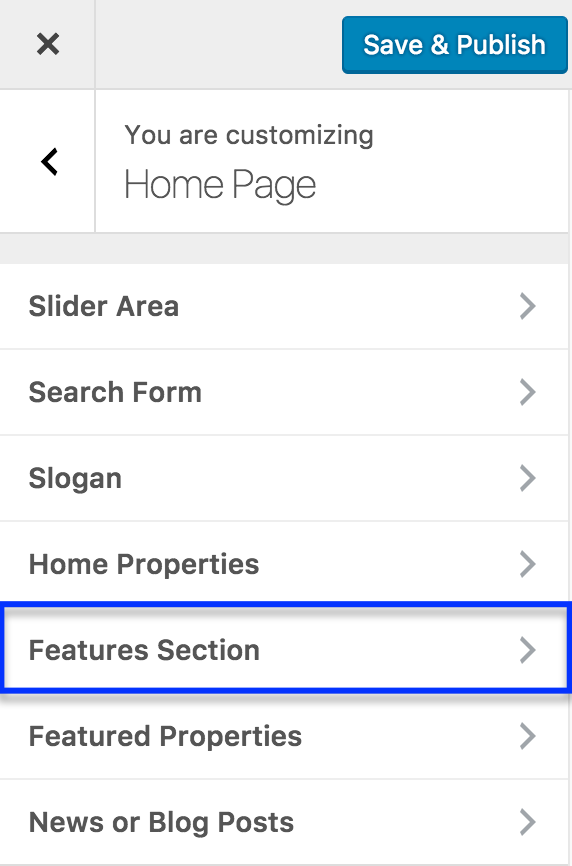 Save & Publish
You are customizing
Home Page
Slider Area
Search Form
Slogan
Home Properties
Features Section
Featured Properties
News or Blog Posts